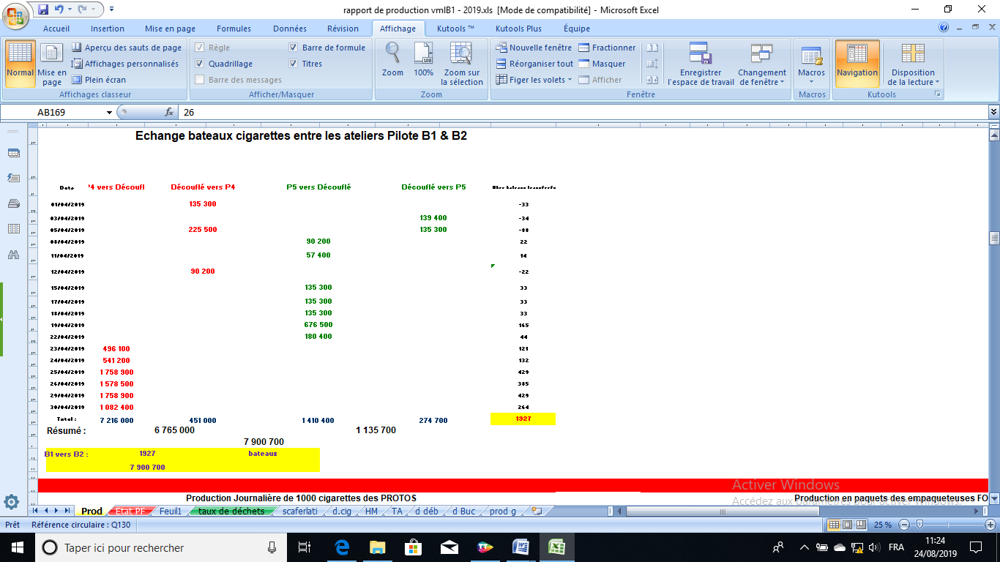 rapport de production vmlB1 - 2019.xls [Mode de compatibilité] - Microsoft Excel
Accueil Insertion Mise en page Formules Données Révision Affichage Kutools ™ Kutools Plus Équipe
Aperçu des sauts de page Règle Barre de formule Nouvelle fenêtre Fractionner
Affichages personnalisés Quadrillage Titres Réorganiser tout Masquer
Normal Mise en page Plein écran Barre des messages Zoom 100% Zoom sur la sélection Figer les volets Afficher Enregistrer l'espace de travail Changement de fenêtre Macros Navigation Disposition de la lecture
Affichages classeur Afficher/Masquer Zoom Fenêtre Macros Kutools
AB169 fx 26
Echange bateaux cigarettes entre les ateliers Pilote B1 & B2
Date P4 vers Découfl Découflé vers P4 P5 vers Découflé Découflé vers P5
01/04/2019 135 300 -33
03/04/2019 139 400 -34
05/04/2019 225 500 135 300 -88
08/04/2019 90 200 22
11/04/2019 57 400 14
12/04/2019 90 200 -22
15/04/2019 135 300 33
17/04/2019 135 300 33
18/04/2019 135 300 33
19/04/2019 676 500 165
22/04/2019 180 400 44
23/04/2019 496 100 121
24/04/2019 541 200 132
25/04/2019 1 758 900 429
26/04/2019 1 578 500 385
29/04/2019 1 758 900 429
30/04/2019 1 082 400 264
Total : 7 216 000 451 000 1 410 400 274 700 1927
Résumé : 6 765 000 1 135 700
7 900 700
B1 vers B2 : 1927 bateaux
7 900 700
Activer Windows
Accédez aux paramètres pour activer Windows.
Production Journalière de 1000 cigarettes des PROTOS Production en paquets des empaqueteuses FO
Prod Etat PF Feuil1 taux de déchets scaferlati d.cig HM TA d déb d Buc prod g
Prêt Référence circulaire : Q130 25 %
Taper ici pour rechercher FRA 11:24
24/08/2019